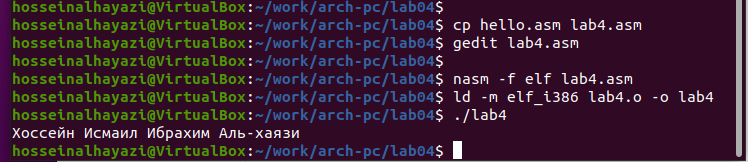 hosseinalhayazi@VirtualBox:~/work/arch-pc/lab04$
hosseinalhayazi@VirtualBox:~/work/arch-pc/lab04$ cp hello.asm lab4.asm
hosseinalhayazi@VirtualBox:~/work/arch-pc/lab04$ gedit lab4.asm
hosseinalhayazi@VirtualBox:~/work/arch-pc/lab04$
hosseinalhayazi@VirtualBox:~/work/arch-pc/lab04$ nasm -f elf lab4.asm
hosseinalhayazi@VirtualBox:~/work/arch-pc/lab04$ ld -m elf_i386 lab4.o -o lab4
hosseinalhayazi@VirtualBox:~/work/arch-pc/lab04$ ./lab4
Хоссейн Исмаил Ибрахим Аль-хаязи
hosseinalhayazi@VirtualBox:~/work/arch-pc/lab04$